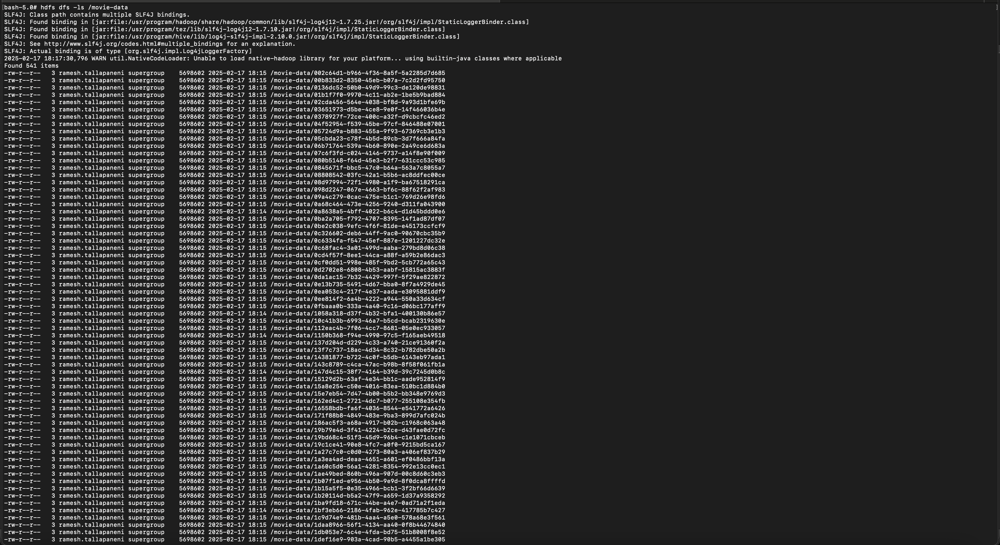 [bash-5.0# hdfs dfs -ls /movie-data ]
SLF4J: Class path contains multiple SLF4J bindings.
SLF4J: Found binding in [jar:file:/usr/program/hadoop/share/hadoop/common/lib/slf4j-log4j12-1.7.25.jar!/org/slf4j/impl/StaticLoggerBinder.class]
SLF4J: Found binding in [jar:file:/usr/program/tez/lib/slf4j-log4j12-1.7.10.jar!/org/slf4j/impl/StaticLoggerBinder.class]
SLF4J: Found binding in [jar:file:/usr/program/hive/lib/log4j-slf4j-impl-2.10.0.jar!/org/slf4j/impl/StaticLoggerBinder.class]
SLF4J: See http://www.slf4j.org/codes.html#multiple_bindings for an explanation.
SLF4J: Actual binding is of type [org.slf4j.impl.Log4jLoggerFactory]
2025-02-17 18:17:30,796 WARN util.NativeCodeLoader: Unable to load native-hadoop library for your platform... using builtin-java classes where applicable
Found 541 items
-rw-r--r--   3 ramesh.tallapaneni supergroup    5698602 2025-02-17 18:15 /movie-data/002c64d1-b966-4f36-8a5f-5a2285d7d685
-rw-r--r--   3 ramesh.tallapaneni supergroup    5698602 2025-02-17 18:15 /movie-data/00b833d2-8350-45eb-b07a-7c2d2fd95750
-rw-r--r--   3 ramesh.tallapaneni supergroup    5698602 2025-02-17 18:15 /movie-data/0136dc52-50b0-49d9-99c3-de120de98831
-rw-r--r--   3 ramesh.tallapaneni supergroup    5698602 2025-02-17 18:15 /movie-data/01b1f7f0-9970-4c11-ab2e-1be5b9bad884
-rw-r--r--   3 ramesh.tallapaneni supergroup    5698602 2025-02-17 18:15 /movie-data/02cda456-564e-4038-bf8d-9a93d1bfe69b
-rw-r--r--   3 ramesh.tallapaneni supergroup    5698602 2025-02-17 18:15 /movie-data/03651973-d5be-4ce8-9e0f-14f466036b4e
-rw-r--r--   3 ramesh.tallapaneni supergroup    5698602 2025-02-17 18:15 /movie-data/0378927f-72ce-400c-a32f-d9cbcfc46ed2
-rw-r--r--   3 ramesh.tallapaneni supergroup    5698602 2025-02-17 18:15 /movie-data/04f52954-f539-45be-97cf-846488e07001
-rw-r--r--   3 ramesh.tallapaneni supergroup    5698602 2025-02-17 18:15 /movie-data/05724d9a-b883-455a-9f93-67369cb3e1b3
-rw-r--r--   3 ramesh.tallapaneni supergroup    5698602 2025-02-17 18:15 /movie-data/05cbda23-c78f-4b5d-89cb-3d7f666a84fa
-rw-r--r--   3 ramesh.tallapaneni supergroup    5698602 2025-02-17 18:15 /movie-data/06b71764-539a-4b60-890e-2a49ce6d683a
-rw-r--r--   3 ramesh.tallapaneni supergroup    5698602 2025-02-17 18:15 /movie-data/07c6f3fd-c024-4146-9737-a14f8e90f009
-rw-r--r--   3 ramesh.tallapaneni supergroup    5698602 2025-02-17 18:15 /movie-data/080b5148-f64d-45e3-b2f7-631ccc53c985
-rw-r--r--   3 ramesh.tallapaneni supergroup    5698602 2025-02-17 18:15 /movie-data/0845671f-bbc5-47c0-b64a-563a7c8055a7
-rw-r--r--   3 ramesh.tallapaneni supergroup    5698602 2025-02-17 18:15 /movie-data/08808542-03fc-42a1-b5b6-ac8ddfec00ce
-rw-r--r--   3 ramesh.tallapaneni supergroup    5698602 2025-02-17 18:15 /movie-data/08d97994-72f1-4980-a1f9-ba67518291ca
-rw-r--r--   3 ramesh.tallapaneni supergroup    5698602 2025-02-17 18:15 /movie-data/098d2247-067e-4663-bf6c-88f62f2af983
-rw-r--r--   3 ramesh.tallapaneni supergroup    5698602 2025-02-17 18:15 /movie-data/09a4c279-0cac-475e-b1c1-769d26e98fd6
-rw-r--r--   3 ramesh.tallapaneni supergroup    5698602 2025-02-17 18:15 /movie-data/0a68c464-473e-4256-9240-d311fa043900
-rw-r--r--   3 ramesh.tallapaneni supergroup    5698602 2025-02-17 18:14 /movie-data/0a8638a5-4bff-4022-b6c4-d1d45bddd0e6
-rw-r--r--   3 ramesh.tallapaneni supergroup    5698602 2025-02-17 18:15 /movie-data/0ba2a705-f792-4707-8395-14f1ad87df07
-rw-r--r--   3 ramesh.tallapaneni supergroup    5698602 2025-02-17 18:15 /movie-data/0be2c038-9efc-4f6f-81de-e45173ccfcf9
-rw-r--r--   3 ramesh.tallapaneni supergroup    5698602 2025-02-17 18:15 /movie-data/0c326602-deb6-44ff-9ac0-90670cbc35b9
-rw-r--r--   3 ramesh.tallapaneni supergroup    5698602 2025-02-17 18:15 /movie-data/0c6334fa-f547-45ef-887e-1201227dc32e
-rw-r--r--   3 ramesh.tallapaneni supergroup    5698602 2025-02-17 18:15 /movie-data/0c68fac4-3a01-499d-aaba-279bd8d06c38
-rw-r--r--   3 ramesh.tallapaneni supergroup    5698602 2025-02-17 18:15 /movie-data/0cd4f57f-8ee1-44ca-a88f-a59b2e86dac3
-rw-r--r--   3 ramesh.tallapaneni supergroup    5698602 2025-02-17 18:15 /movie-data/0cf0dd51-998e-485f-9bd2-5cb772a65c43
-rw-r--r--   3 ramesh.tallapaneni supergroup    5698602 2025-02-17 18:15 /movie-data/0d2702e8-6808-4b53-aabf-15815ac3883f
-rw-r--r--   3 ramesh.tallapaneni supergroup    5698602 2025-02-17 18:15 /movie-data/0da1ac15-7b32-4429-997f-5f29ae822872
-rw-r--r--   3 ramesh.tallapaneni supergroup    5698602 2025-02-17 18:15 /movie-data/0e13b735-5491-4d67-bba0-8f7a4929de45
-rw-r--r--   3 ramesh.tallapaneni supergroup    5698602 2025-02-17 18:15 /movie-data/0ea053c4-217f-4e37-aada-e3095881ddf9
-rw-r--r--   3 ramesh.tallapaneni supergroup    5698602 2025-02-17 18:15 /movie-data/0ee814f2-6a4b-4222-a944-550a33d634cf
-rw-r--r--   3 ramesh.tallapaneni supergroup    5698602 2025-02-17 18:15 /movie-data/0fbaaa0b-333a-4a40-9c16-d06bc177aff9
-rw-r--r--   3 ramesh.tallapaneni supergroup    5698602 2025-02-17 18:14 /movie-data/1058a318-d37f-4b32-bfa1-400130b86e57
-rw-r--r--   3 ramesh.tallapaneni supergroup    5698602 2025-02-17 18:15 /movie-data/10c41b3b-6993-46a7-b5cd-bcab2319630e
-rw-r--r--   3 ramesh.tallapaneni supergroup    5698602 2025-02-17 18:15 /movie-data/112eac4b-7f06-4cc7-8681-05e0ec933057
-rw-r--r--   3 ramesh.tallapaneni supergroup    5698602 2025-02-17 18:14 /movie-data/1150b368-f94e-4990-97c5-f165aeb49518
-rw-r--r--   3 ramesh.tallapaneni supergroup    5698602 2025-02-17 18:15 /movie-data/137d204d-d229-4c33-a740-21ce91360f2a
-rw-r--r--   3 ramesh.tallapaneni supergroup    5698602 2025-02-17 18:15 /movie-data/13f7c737-18ac-4d34-8c32-b782dbe50a2b
-rw-r--r--   3 ramesh.tallapaneni supergroup    5698602 2025-02-17 18:15 /movie-data/14381877-b722-4c0f-b5db-6143eb97ada1
-rw-r--r--   3 ramesh.tallapaneni supergroup    5698602 2025-02-17 18:15 /movie-data/143c8789-c4ca-47ac-b98b-8f58f061fb1a
-rw-r--r--   3 ramesh.tallapaneni supergroup    5698602 2025-02-17 18:14 /movie-data/147d4c15-38f7-4164-b39d-39c7245d0b8c
-rw-r--r--   3 ramesh.tallapaneni supergroup    5698602 2025-02-17 18:15 /movie-data/15129d2b-63af-4e34-bb1c-aade952814f9
-rw-r--r--   3 ramesh.tallapaneni supergroup    5698602 2025-02-17 18:15 /movie-data/15a8e254-c50e-4016-83ea-510bc1d884b0
-rw-r--r--   3 ramesh.tallapaneni supergroup    5698602 2025-02-17 18:15 /movie-data/15e7eb54-7d47-4b00-b5b2-bb348e9769d3
-rw-r--r--   3 ramesh.tallapaneni supergroup    5698602 2025-02-17 18:15 /movie-data/162ed4c1-2721-4dc7-b077-255108e354fb
-rw-r--r--   3 ramesh.tallapaneni supergroup    5698602 2025-02-17 18:15 /movie-data/16558bdb-fa6f-4036-8544-e541772a6426
-rw-r--r--   3 ramesh.tallapaneni supergroup    5698602 2025-02-17 18:15 /movie-data/171f88b8-4849-483e-9ba3-899d7afc024b
-rw-r--r--   3 ramesh.tallapaneni supergroup    5698602 2025-02-17 18:15 /movie-data/186ac5f3-a68a-4917-b02b-c1968c063a48
-rw-r--r--   3 ramesh.tallapaneni supergroup    5698602 2025-02-17 18:15 /movie-data/19b79e4d-3f41-4224-b2ce-d43fae0d72fc
-rw-r--r--   3 ramesh.tallapaneni supergroup    5698602 2025-02-17 18:15 /movie-data/19bd68c4-51f3-45d9-96b4-c1e1071cbceb
-rw-r--r--   3 ramesh.tallapaneni supergroup    5698602 2025-02-17 18:15 /movie-data/19c1ce41-90e8-4fc7-a0f0-9215bd5ca167
-rw-r--r--   3 ramesh.tallapaneni supergroup    5698602 2025-02-17 18:15 /movie-data/1a27c7c0-c0d0-4273-80a3-a406ef837b29
-rw-r--r--   3 ramesh.tallapaneni supergroup    5698602 2025-02-17 18:15 /movie-data/1a3ea4ad-deaa-4651-a601-ef0486bbf13a
-rw-r--r--   3 ramesh.tallapaneni supergroup    5698602 2025-02-17 18:15 /movie-data/1a60c5d0-56a1-4281-8354-992e13cc0ec1
-rw-r--r--   3 ramesh.tallapaneni supergroup    5698602 2025-02-17 18:15 /movie-data/1ae49bed-860b-496a-907d-00c8d60c3eb3
-rw-r--r--   3 ramesh.tallapaneni supergroup    5698602 2025-02-17 18:15 /movie-data/1b07f1ed-e956-4b50-9e9d-8f0dca8ffffd
-rw-r--r--   3 ramesh.tallapaneni supergroup    5698602 2025-02-17 18:15 /movie-data/1b15a5f5-0e35-4966-bcb1-3f2bf66d6639
-rw-r--r--   3 ramesh.tallapaneni supergroup    5698602 2025-02-17 18:15 /movie-data/1b20114d-b5a2-47f9-a659-1d37a9358292
-rw-r--r--   3 ramesh.tallapaneni supergroup    5698602 2025-02-17 18:15 /movie-data/1ba9fd18-671c-44be-a4e7-0ad71a2f1eda
-rw-r--r--   3 ramesh.tallapaneni supergroup    5698602 2025-02-17 18:14 /movie-data/1bf3eb66-2186-4fab-962e-417785b7c427
-rw-r--r--   3 ramesh.tallapaneni supergroup    5698602 2025-02-17 18:15 /movie-data/1c9d74e9-481b-4aa4-a5e0-578a68e3f561
-rw-r--r--   3 ramesh.tallapaneni supergroup    5698602 2025-02-17 18:15 /movie-data/1daa8966-56f1-4134-aa40-0f8b44674840
-rw-r--r--   3 ramesh.tallapaneni supergroup    5698602 2025-02-17 18:15 /movie-data/1db053e7-6c4e-4fda-bd75-51b8008f8e52
-rw-r--r--   3 ramesh.tallapaneni supergroup    5698602 2025-02-17 18:15 /movie-data/1def16e9-903a-4cad-90b5-a4455a1be305